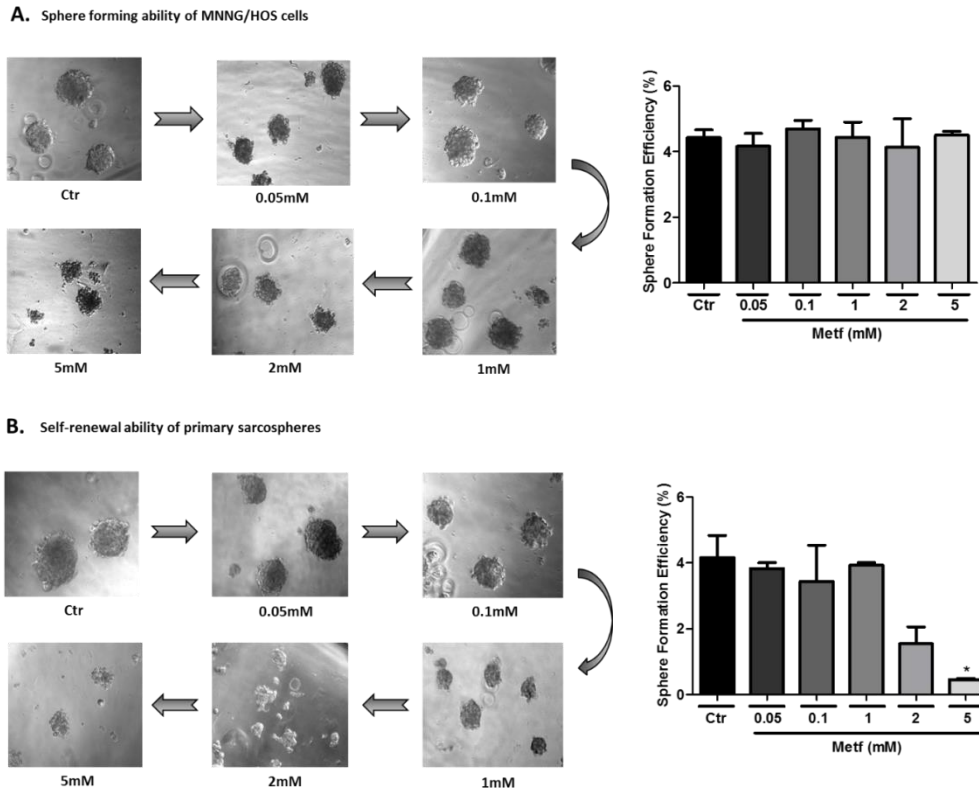 A. Sphere forming ability of MNNG/HOS cells
Ctr
0.05mM
0.1mM
5mM
2mM
1mM
Sphere Formation Efficiency (%)
6
4
2
0
Ctr 0.05 0.1 1 2 5
Metf (mM)
B. Self-renewal ability of primary sarcospheres
Ctr
0.05mM
0.1mM
5mM
2mM
1mM
Sphere Formation Efficiency (%)
6
4
2
0
*
Ctr 0.05 0.1 1 2 5
Metf (mM)